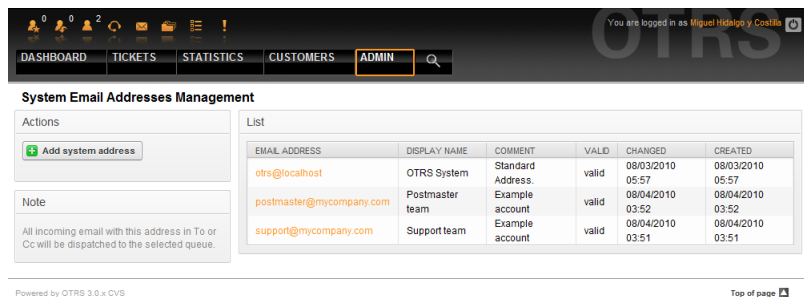 0 0 2
You are logged in as Miguel Hidalgo y Costilla
OTRS
DASHBOARD TICKETS STATISTICS CUSTOMERS ADMIN
System Email Addresses Management
Actions
Add system address
Note
All incoming email with this address in To or
Cc will be dispatched to the selected queue.
List
EMAIL ADDRESS DISPLAY NAME COMMENT VALID CHANGED CREATED
otrs@localhost OTRS System Standard Address. valid 08/03/2010 05:57 08/03/2010 05:57
postmaster@mycompany.com Postmaster team Example account valid 08/04/2010 03:52 08/04/2010 03:52
support@mycompany.com Support team Example account valid 08/04/2010 03:51 08/04/2010 03:51
Powered by OTRS 3.0.x CVS
Top of page